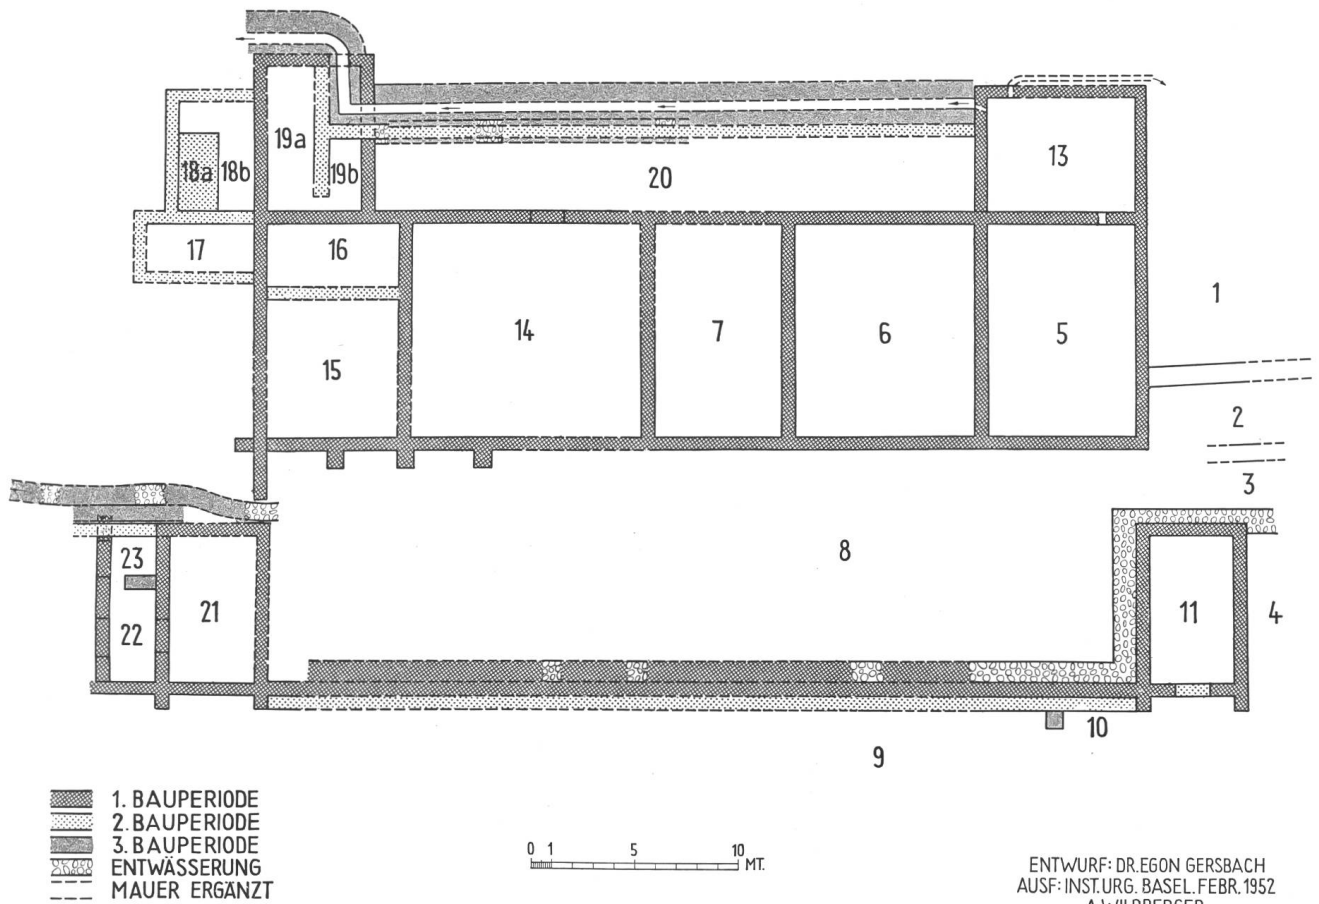 19a
18a 18b
19b
20
13
17
16
15
14
7
6
5
1
2
3
8
23
22
21
11
4
10
9
1. BAUPERIODE
2. BAUPERIODE
3. BAUPERIODE
ENTWÄSSERUNG
MAUER ERGÄNZT
0 1 5 10
MT.
ENTWURF: DR. EGON GERSBACH
AUSF: INST. URG. BASEL. FEBR. 1952